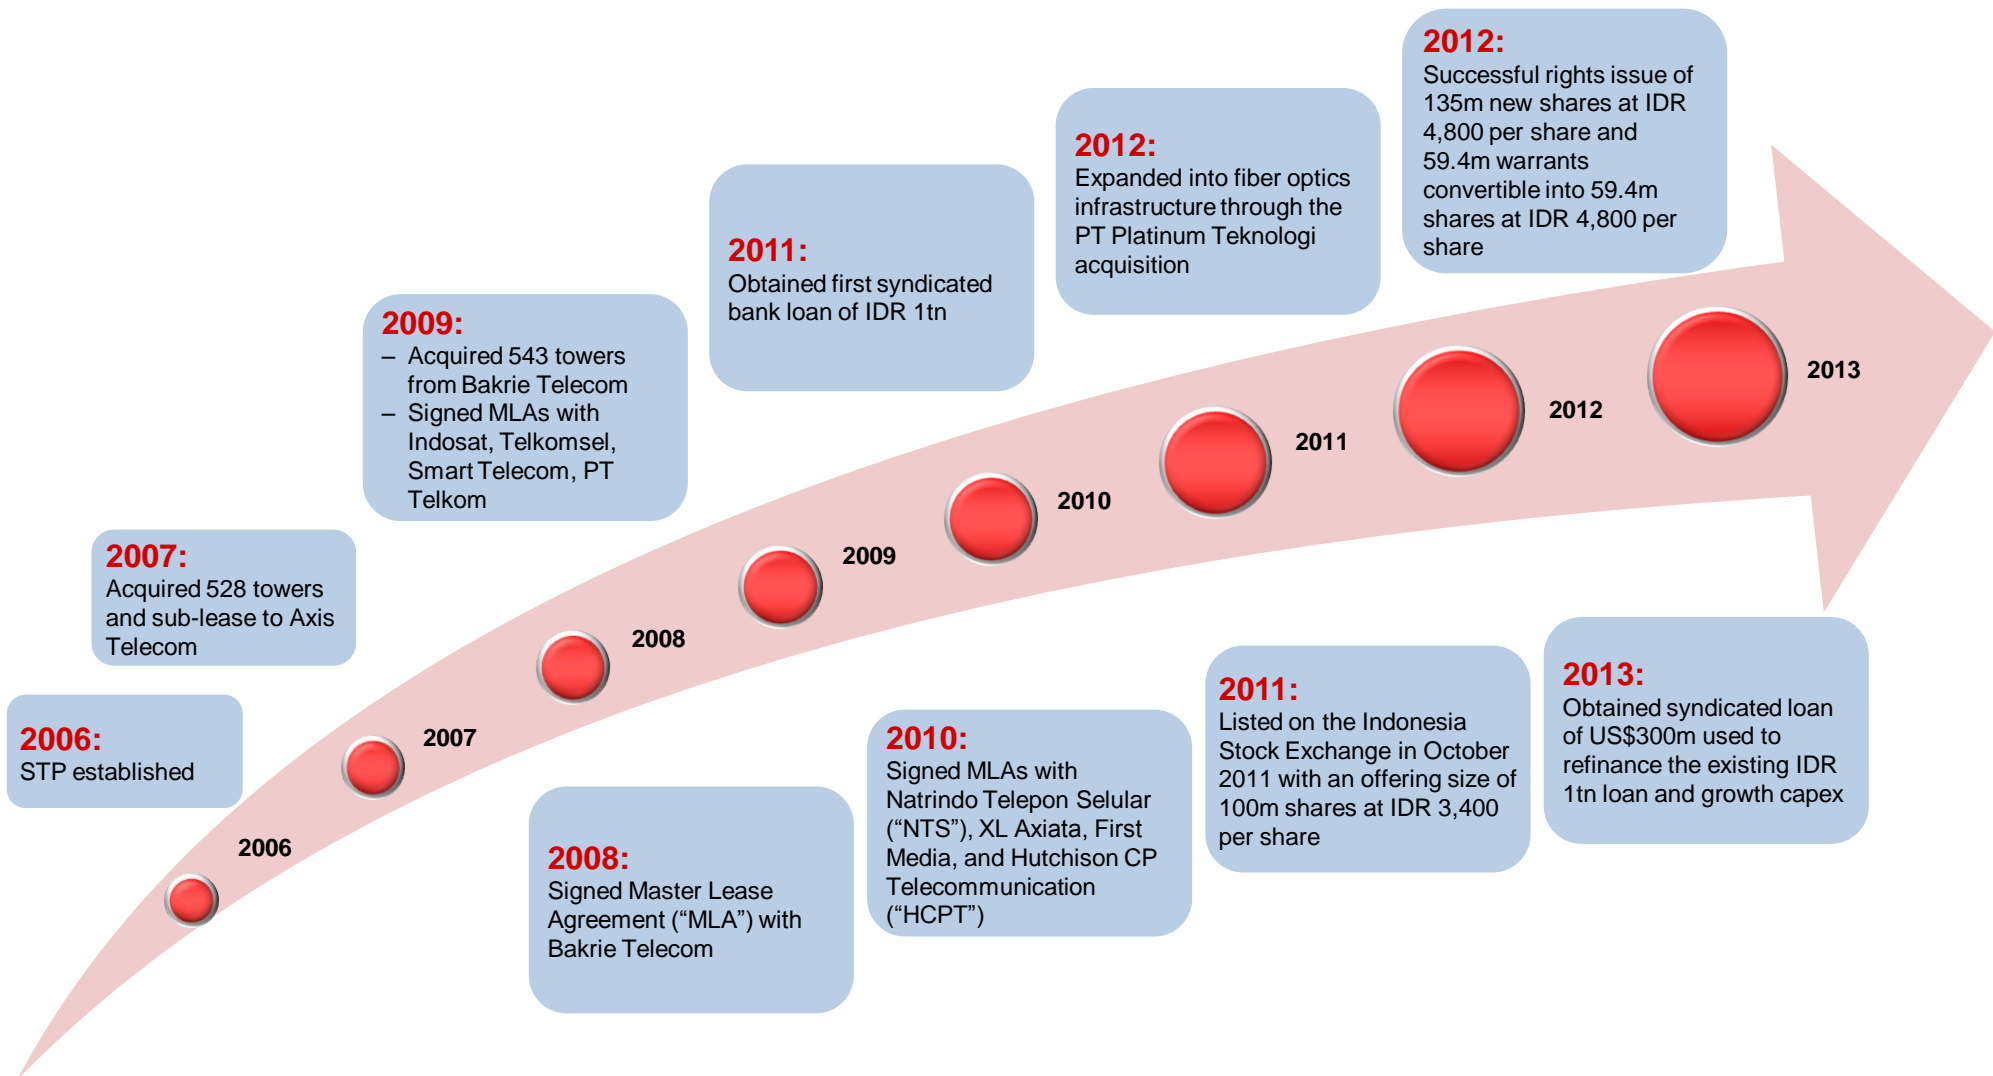 2006:
STP established
2007:
Acquired 528 towers
and sub-lease to Axis
Telecom
2009:
– Acquired 543 towers
from Bakrie Telecom
– Signed MLAs with
Indosat, Telkomsel,
Smart Telecom, PT
Telkom
2011:
Obtained first syndicated
bank loan of IDR 1tn
2012:
Expanded into fiber optics
infrastructure through the
PT Platinum Teknologi
acquisition
2012:
Successful rights issue of
135m new shares at IDR
4,800 per share and
59.4m warrants
convertible into 59.4m
shares at IDR 4,800 per
share
2006
2007
2008
2009
2010
2011
2012
2013
2008:
Signed Master Lease
Agreement (“MLA”) with
Bakrie Telecom
2010:
Signed MLAs with
Natrindo Telepon Selular
(“NTS”), XL Axiata, First
Media, and Hutchison CP
Telecommunication
(“HCPT”)
2011:
Listed on the Indonesia
Stock Exchange in October
2011 with an offering size of
100m shares at IDR 3,400
per share
2013:
Obtained syndicated loan
of US$300m used to
refinance the existing IDR
1tn loan and growth capex